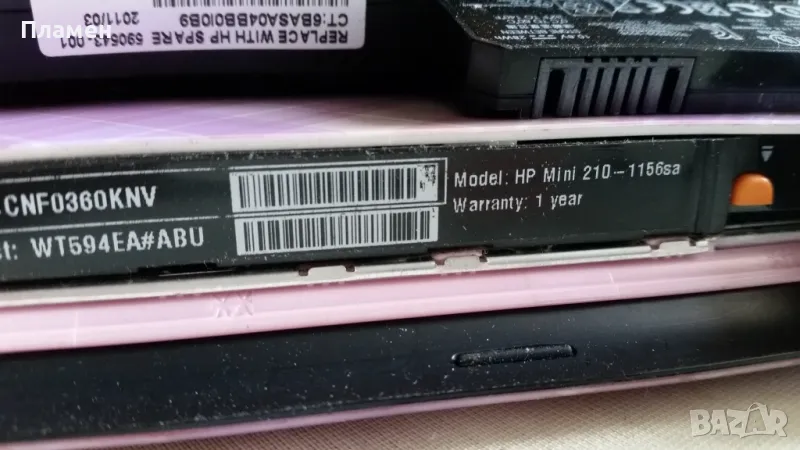 Пламен
REPLACE WITH HP SPARE 590543-001
CT:6BASA04BB0I0B9 2011/03
CNF0360KNV
ct: WT594EA#ABU
Model: HP Mini 210-1156sa
Warranty: 1 year
BAZAR